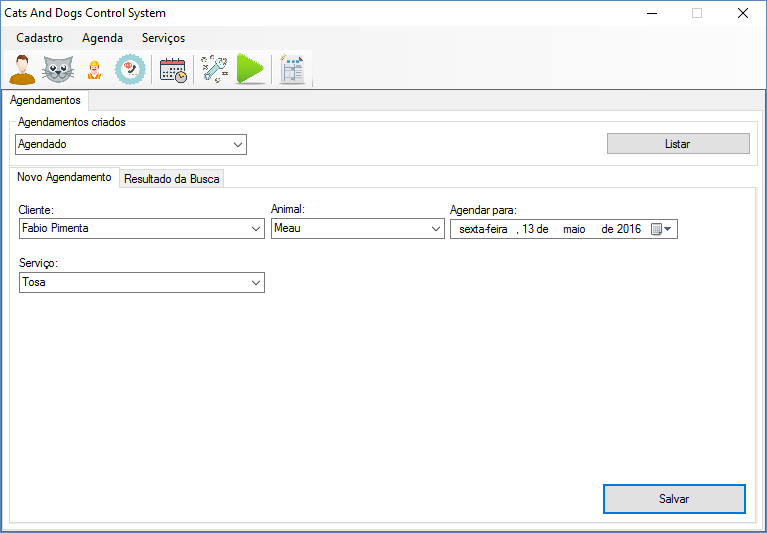 Cats And Dogs Control System
Cadastro Agenda Serviços
Agendamentos
Agendamentos criados
Agendado
Listar
Novo Agendamento Resultado da Busca
Cliente: Animal: Agendar para:
Fabio Pimenta Meau sexta-feira , 13 de maio de 2016
Serviço:
Tosa
Salvar